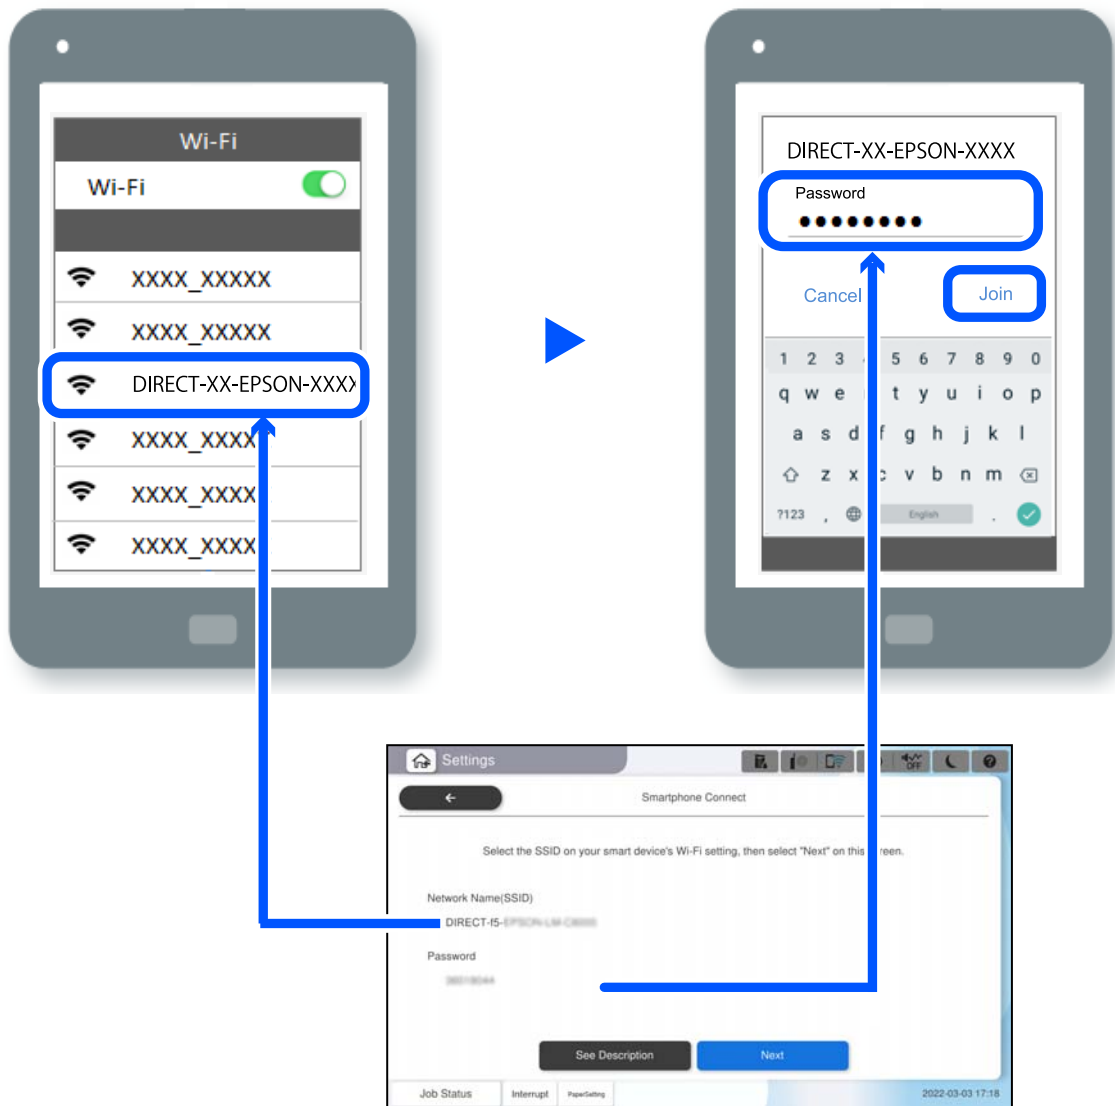 Wi-Fi
Wi-Fi
XXXX_XXXXX
XXXX_XXXXX
DIRECT-XX-EPSON-XXXX
XXXX_XXXX
XXXX_XXXX
XXXX_XXXX
DIRECT-XX-EPSON-XXXX
Password
Cancel
Join
1 2 3 5 6 7 8 9 0
q w e t y u i o p
a s d f g h j k l
z x c v b n m
?123 , English .
Settings
OFF
Smartphone Connect
Select the SSID on your smart device's Wi-Fi setting, then select "Next" on this
Network Name(SSID)
DIRECT-f5-
Password
See Description
Next
Job Status
Interrupt
PaperSetting
2022-03-03 17:18